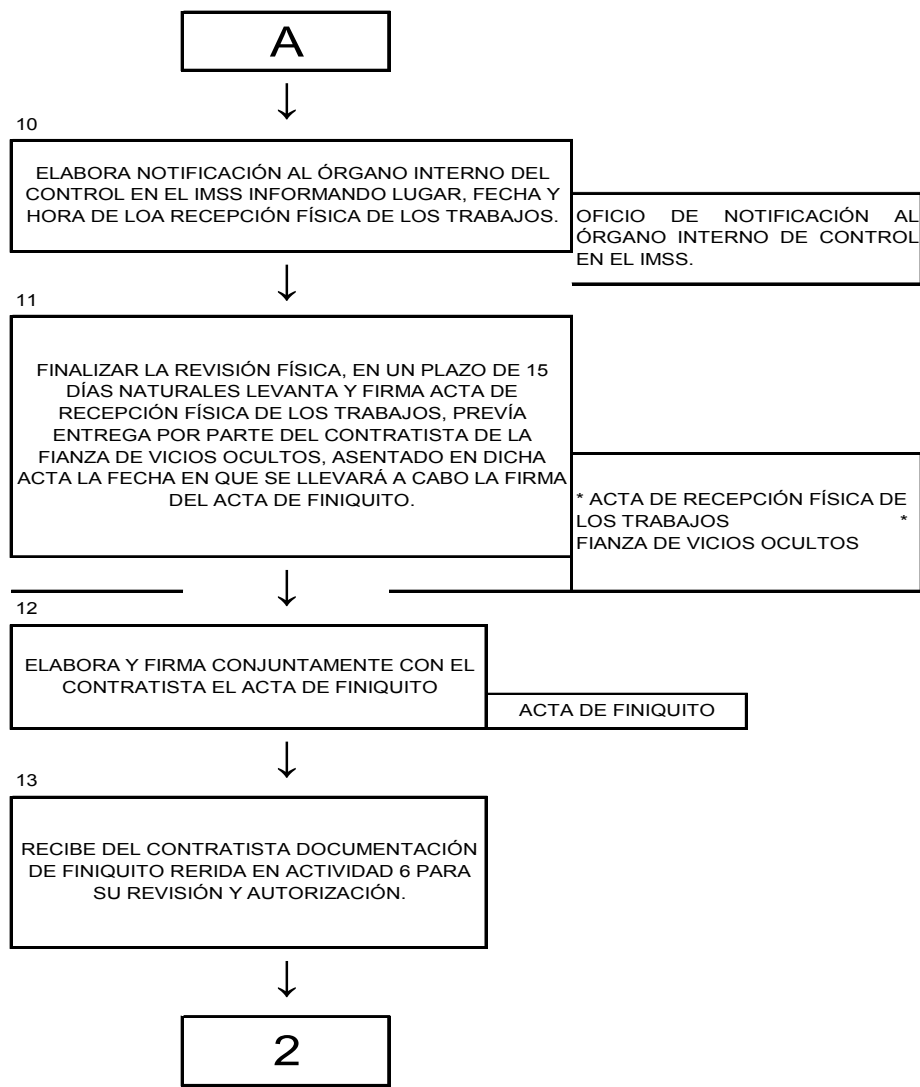 A
10
ELABORA NOTIFICACIÓN AL ÓRGANO INTERNO DEL
CONTROL EN EL IMSS INFORMANDO LUGAR, FECHA Y
HORA DE LOA RECEPCIÓN FÍSICA DE LOS TRABAJOS.
OFICIO DE NOTIFICACIÓN AL
ÓRGANO INTERNO DE CONTROL
EN EL IMSS.
11
FINALIZAR LA REVISIÓN FÍSICA, EN UN PLAZO DE 15
DÍAS NATURALES LEVANTA Y FIRMA ACTA DE
RECEPCIÓN FÍSICA DE LOS TRABAJOS, PREVÍA
ENTREGA POR PARTE DEL CONTRATISTA DE LA
FIANZA DE VICIOS OCULTOS, ASENTADO EN DICHA
ACTA LA FECHA EN QUE SE LLEVARÁ A CABO LA FIRMA
DEL ACTA DE FINIQUITO.
* ACTA DE RECEPCIÓN FÍSICA DE
LOS TRABAJOS *
FIANZA DE VICIOS OCULTOS
12
ELABORA Y FIRMA CONJUNTAMENTE CON EL
CONTRATISTA EL ACTA DE FINIQUITO
ACTA DE FINIQUITO
13
RECIBE DEL CONTRATISTA DOCUMENTACIÓN
DE FINIQUITO RERIDA EN ACTIVIDAD 6 PARA
SU REVISIÓN Y AUTORIZACIÓN.
2